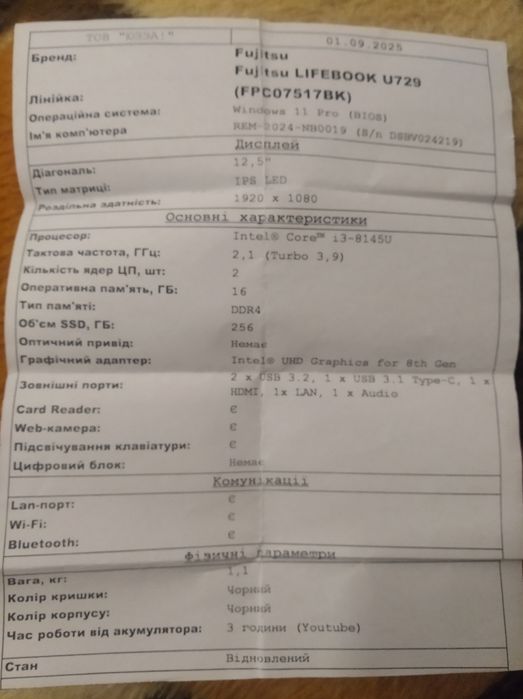 ТОВ "ЮЗЗА!" 01.09.2025
Бренд: Fujitsu
Лінійка: Fujitsu LIFEBOOK U729 (FPC07517BK)
Операційна система: Windows 11 Pro (BIOS)
Ім'я комп'ютера REM-2024-NB0019 (S/n DSBV024219)
Дисплей
Діагональ: 12,5"
Тип матриці: IPS LED
Роздільна здатність: 1920 x 1080
Основні характеристики
Процесор: Intel® Core™ i3-8145U
Тактова частота, ГГц: 2,1 (Turbo 3,9)
Кількість ядер ЦП, шт: 2
Оперативна пам'ять, ГБ: 16
Тип пам'яті: DDR4
Об'єм SSD, ГБ: 256
Оптичний привід: Немає
Графічний адаптер: Intel® UHD Graphics for 8th Gen
Зовнішні порти: 2 x USB 3.2, 1 x USB 3.1 Type-C, 1 x
HDMI, 1x LAN, 1 x Audio
Card Reader: Є
Web-камера: Є
Підсвічування клавіатури: Є
Цифровий блок: Немає
Комунікації
Lan-порт: Є
Wi-Fi: Є
Bluetooth: Є
Фізичні параметри
Вага, кг: 1,1
Колір кришки: Чорний
Колір корпусу: Чорний
Час роботи від акумулятора: 3 години (Youtube)
Стан Відновлений